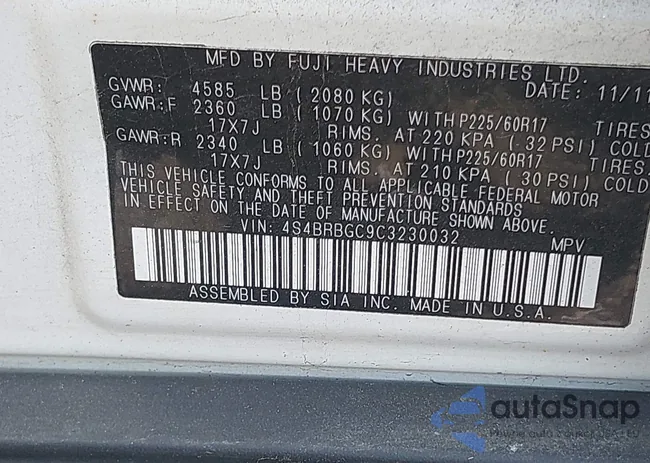 MFD BY FUJI HEAVY INDUSTRIES LTD.
DATE: 11/11
GVWR: 4585 LB (2080 KG)
GAWR:F 2360 LB (1070 KG) WITH P225/60R17 TIRES
17X7J RIMS. AT 220 KPA (32 PSI) COLD
GAWR:R 2340 LB (1060 KG) WITH P225/60R17 TIRES
17X7J RIMS. AT 210 KPA (30 PSI) COLD
THIS VEHICLE CONFORMS TO ALL APPLICABLE FEDERAL MOTOR
VEHICLE SAFETY AND THEFT PREVENTION STANDARDS
IN EFFECT ON THE DATE OF MANUFACTURE SHOWN ABOVE.
VIN: 4S4BRBGC9C3230032 MPV
ASSEMBLED BY SIA INC. MADE IN U.S.A.
autoSnap